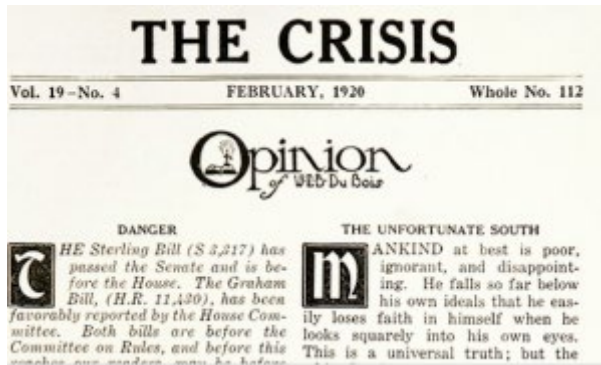 THE CRISIS
Vol. 19–No. 4 FEBRUARY, 1920 Whole No. 112
Opinion
of W.E.B. Du Bois
DANGER
THE Sterling Bill (S 3,317) has
passed the Senate and is be-
fore the House. The Graham
Bill, (H.R. 11,430), has been
favorably reported by the House Com-
mittee. Both bills are before the
Committee on Rules, and before this
THE UNFORTUNATE SOUTH
MANKIND at best is poor,
ignorant, and disappoint-
ing. He falls so far below
his own ideals that he eas-
ily loses faith in himself when he
looks squarely into his own eyes.
This is a universal truth; but the